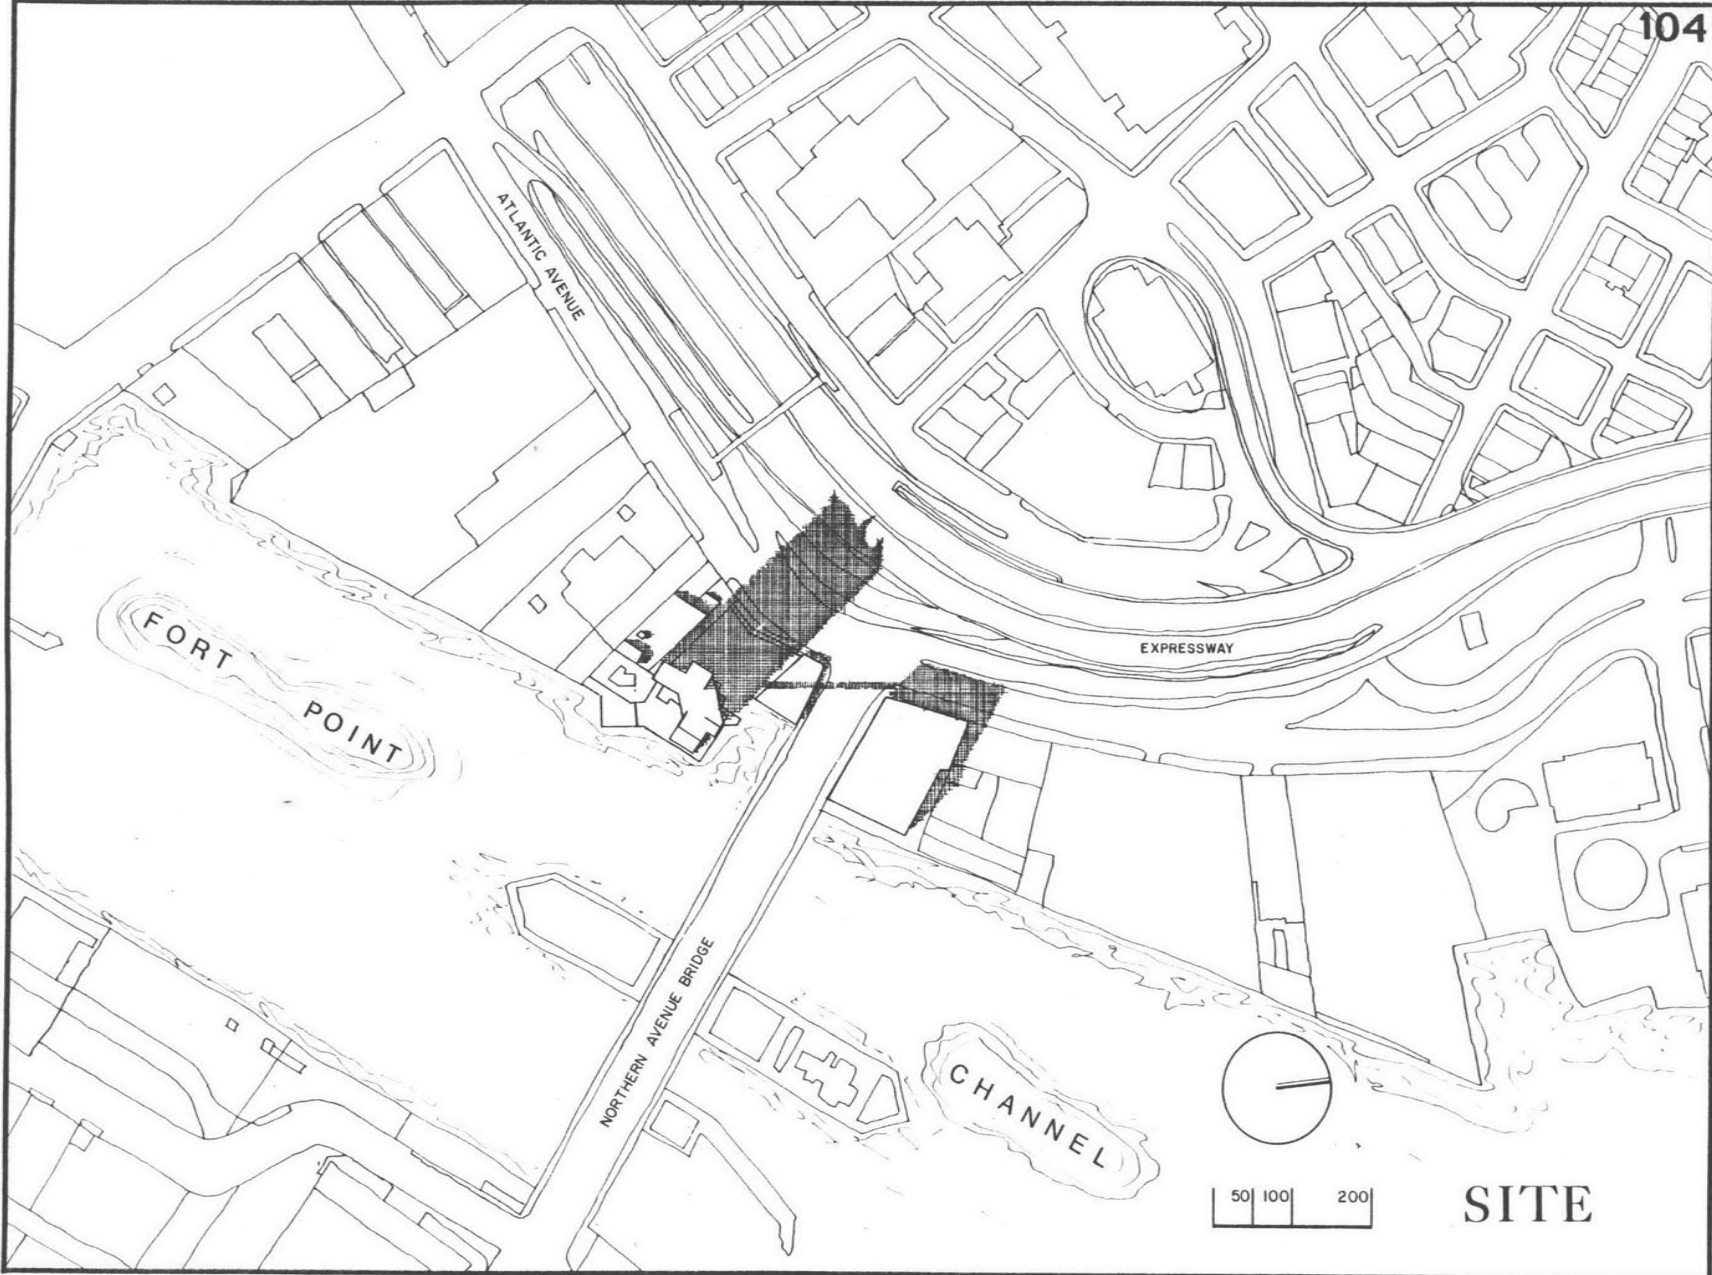 104
ATLANTIC AVENUE
EXPRESSWAY
FORT POINT
NORTHERN AVENUE BRIDGE
CHANNEL
50 100 200
SITE